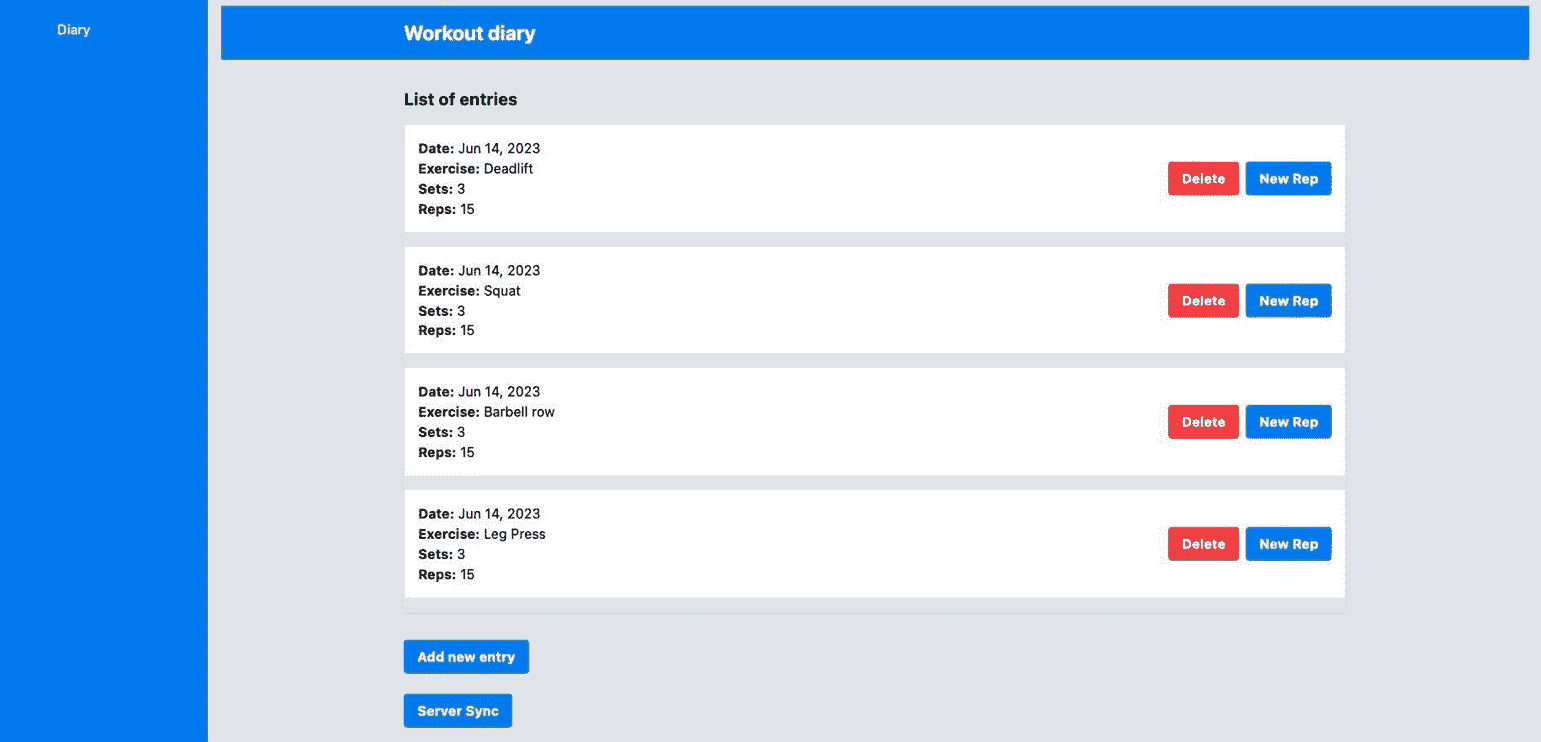 Diary
Workout diary
List of entries
Date: Jun 14, 2023
Exercise: Deadlift
Sets: 3
Reps: 15
Delete
New Rep
Date: Jun 14, 2023
Exercise: Squat
Sets: 3
Reps: 15
Delete
New Rep
Date: Jun 14, 2023
Exercise: Barbell row
Sets: 3
Reps: 15
Delete
New Rep
Date: Jun 14, 2023
Exercise: Leg Press
Sets: 3
Reps: 15
Delete
New Rep
Add new entry
Server Sync